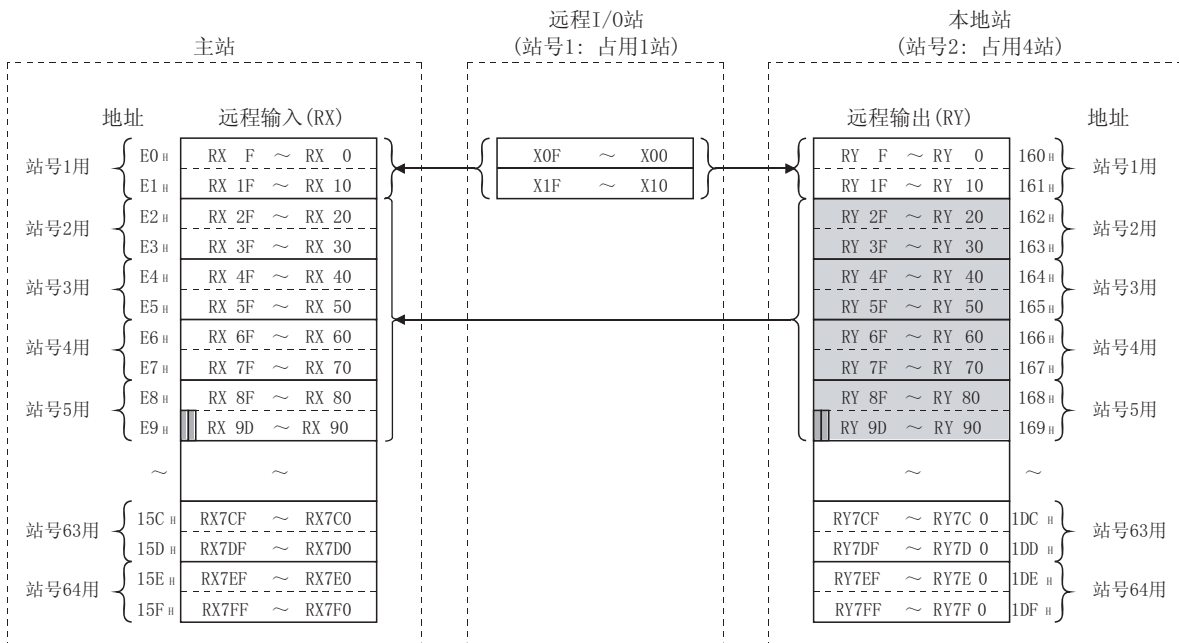 主站
远程I/O站
(站号1: 占用1站)
本地站
(站号2: 占用4站)
地址 远程输入(RX)
远程输出(RY) 地址
站号1用 E0H RX F ～ RX 0 X0F ～ X00 RY F ～ RY 0 160H 站号1用
E1H RX 1F ～ RX 10 X1F ～ X10 RY 1F ～ RY 10 161H
站号2用 E2H RX 2F ～ RX 20 RY 2F ～ RY 20 162H 站号2用
E3H RX 3F ～ RX 30 RY 3F ～ RY 30 163H
站号3用 E4H RX 4F ～ RX 40 RY 4F ～ RY 40 164H 站号3用
E5H RX 5F ～ RX 50 RY 5F ～ RY 50 165H
站号4用 E6H RX 6F ～ RX 60 RY 6F ～ RY 60 166H 站号4用
E7H RX 7F ～ RX 70 RY 7F ～ RY 70 167H
站号5用 E8H RX 8F ～ RX 80 RY 8F ～ RY 80 168H 站号5用
E9H RX 9D ～ RX 90 RY 9D ～ RY 90 169H
～ ～ ～ ～
站号63用 15CH RX7CF ～ RX7C0 RY7CF ～ RY7C 0 1DCH 站号63用
15DH RX7DF ～ RX7D0 RY7DF ～ RY7D 0 1DDH
站号64用 15EH RX7EF ～ RX7E0 RY7EF ～ RY7E 0 1DEH 站号64用
15FH RX7FF ～ RX7F0 RY7FF ～ RY7F 0 1DFH